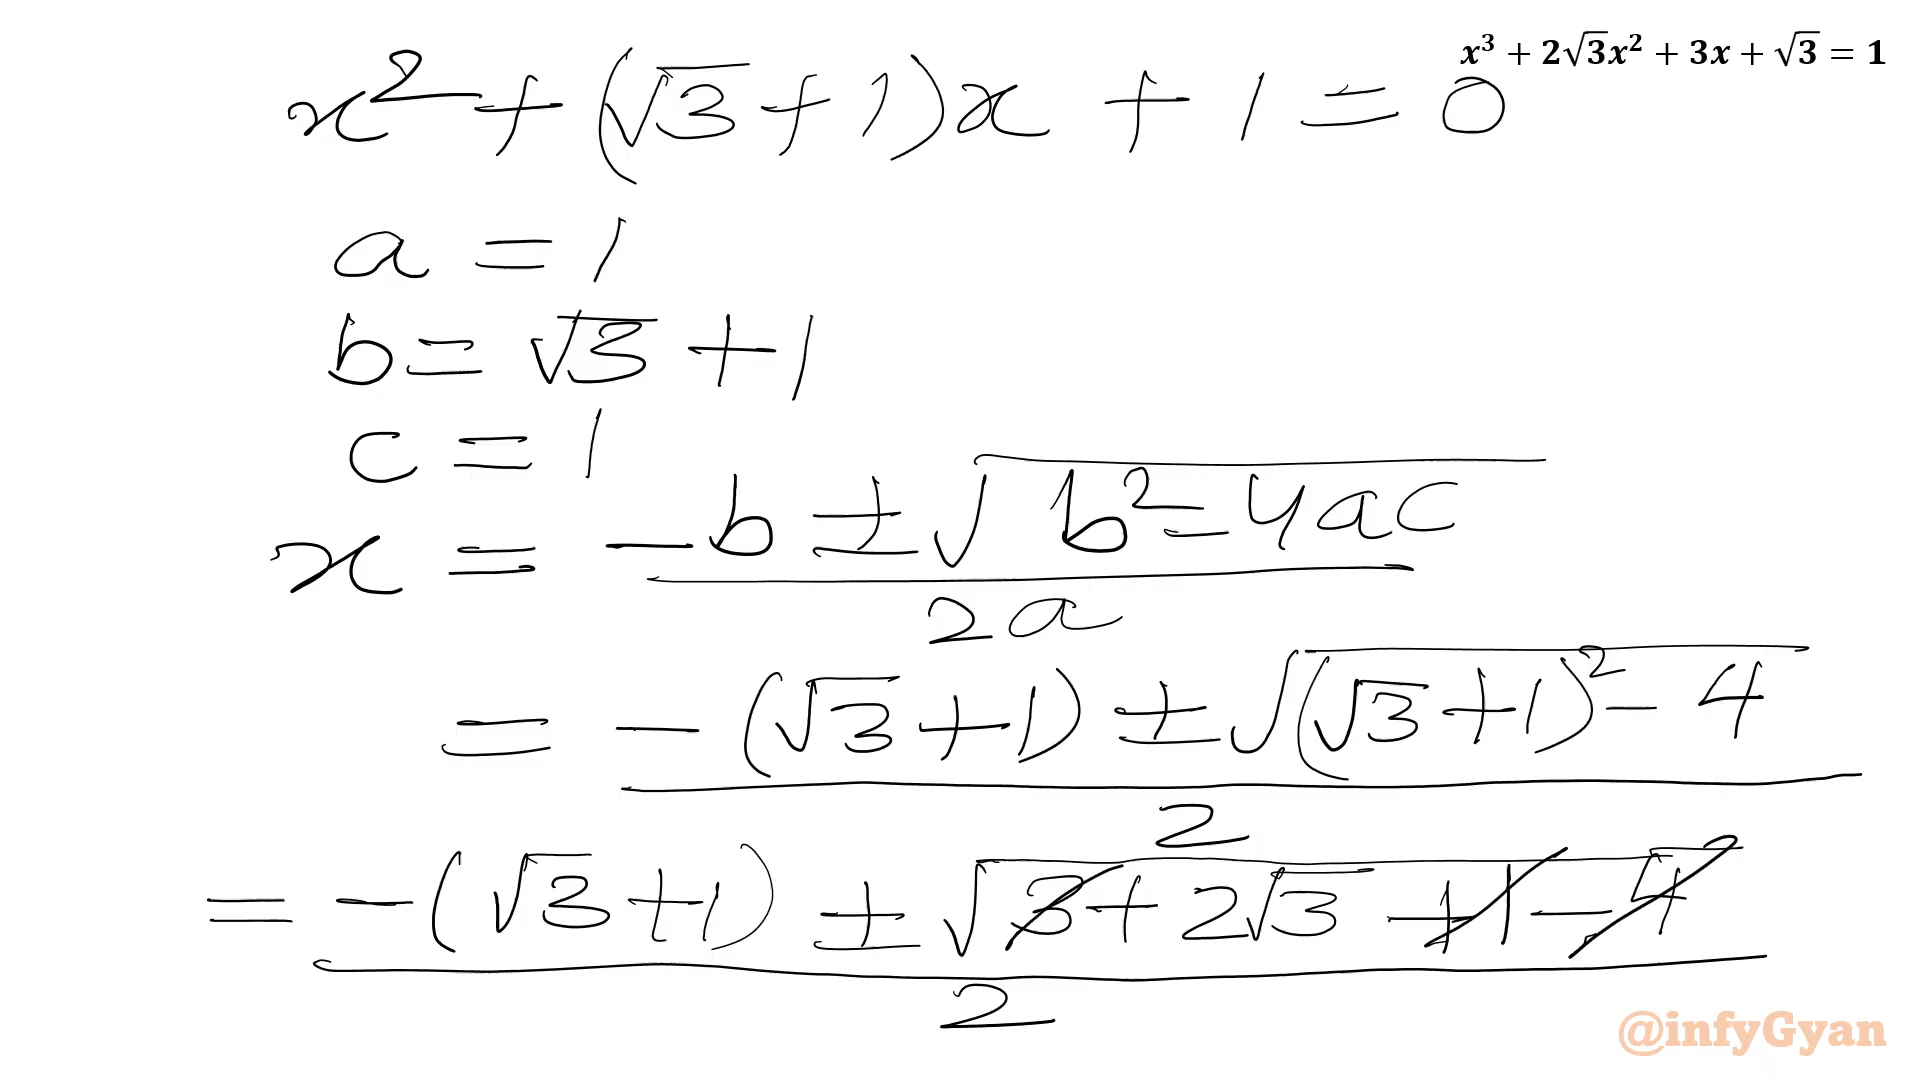 x³ + 2√3x² + 3x + √3 = 1
x² + (√3 + 1)x + 1 = 0
a = 1
b = √3 + 1
c = 1
x = (-b ± √(b² - 4ac)) / 2a
= (-(√3 + 1) ± √((√3 + 1)² - 4)) / 2
= (-(√3 + 1) ± √(3 + 2√3 + 1 - 4)) / 2
@infyGyan